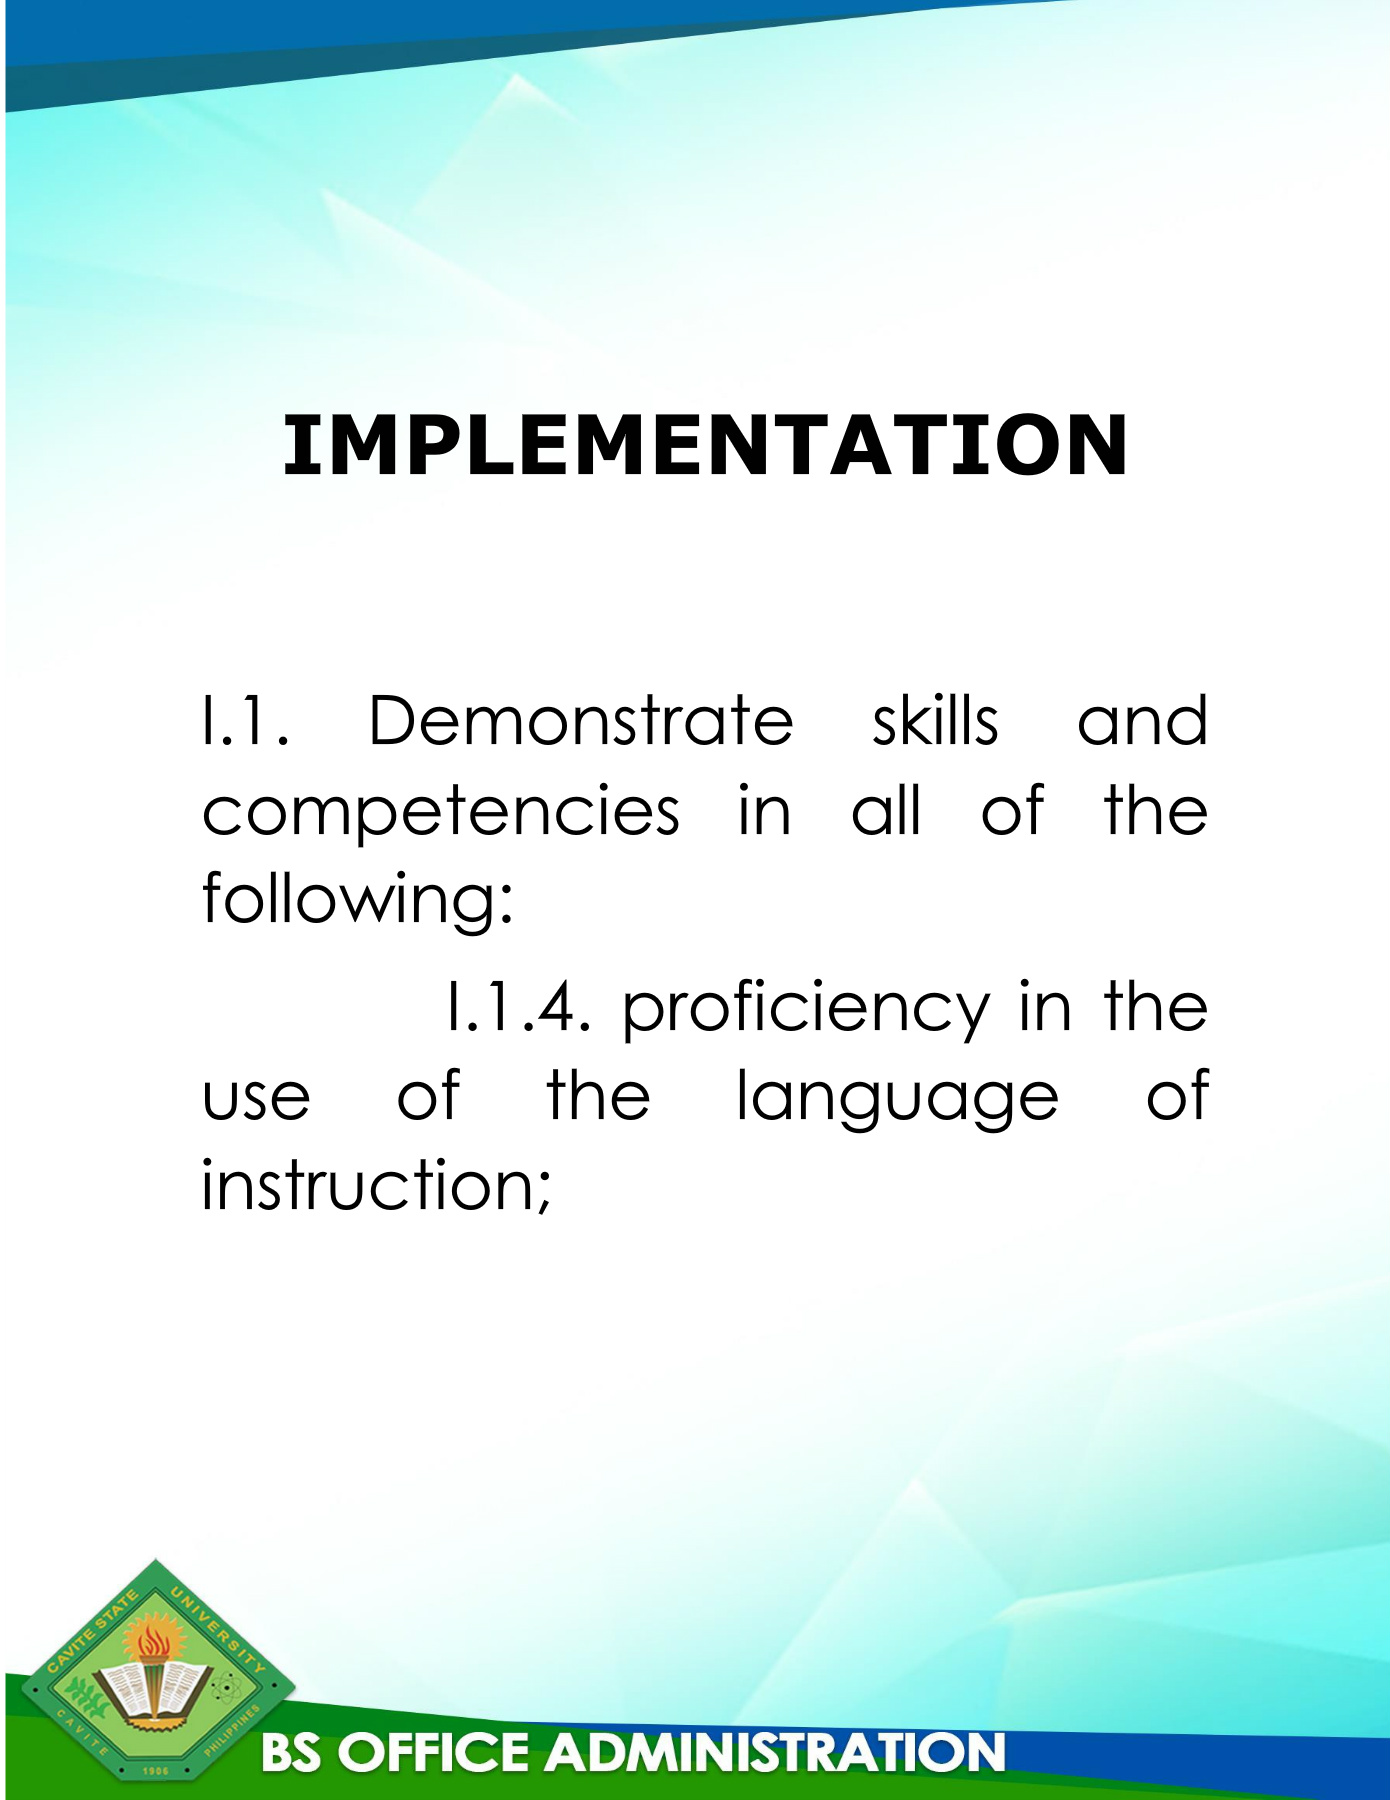 IMPLEMENTATION
I.1. Demonstrate skills and
competencies in all of the
following:
I.1.4. proficiency in the
use of the language of
instruction;
CAVITE STATE UNIVERSITY
CAVITE
PHILIPPINES
1906
BS OFFICE ADMINISTRATION